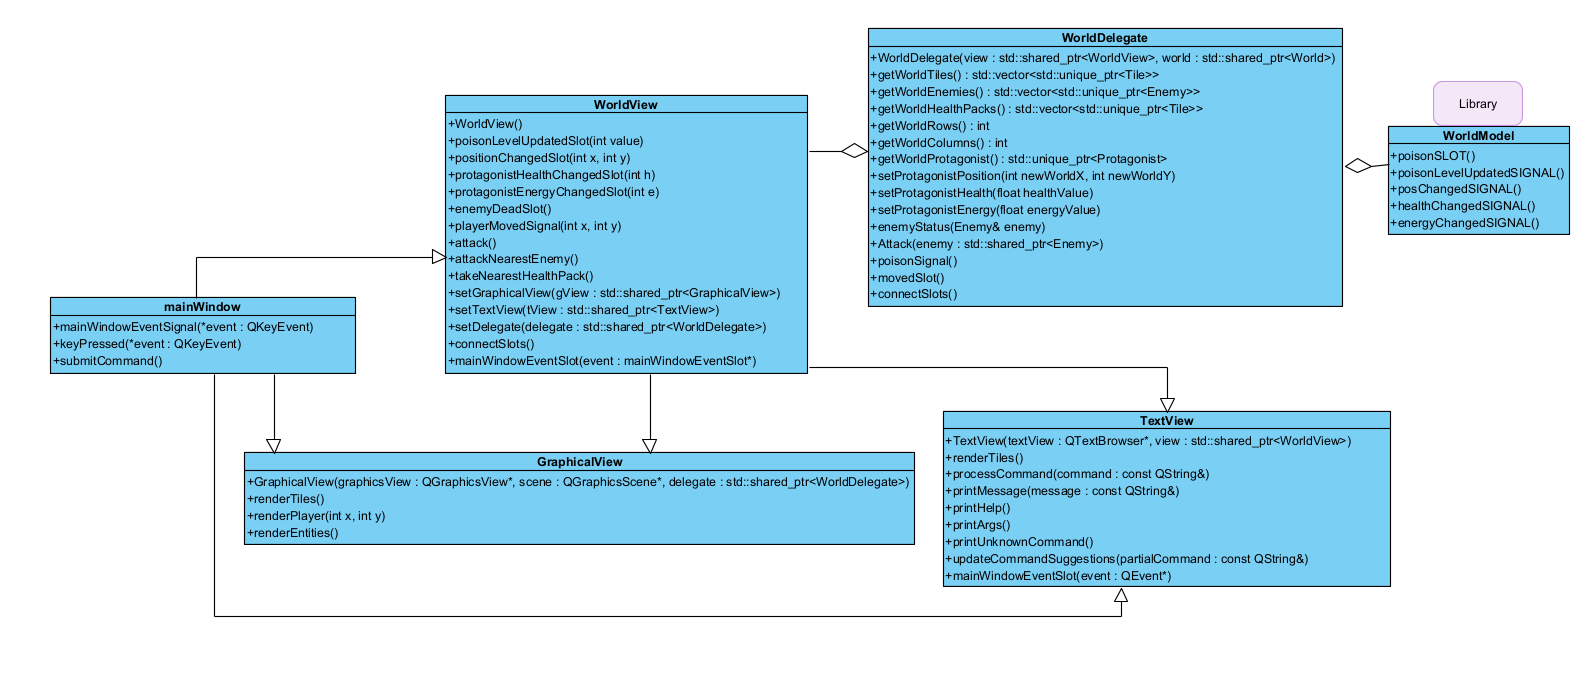 WorldDelegate
+WorldDelegate(view : std::shared_ptr<WorldView>, world : std::shared_ptr<World>)
+getWorldTiles() : std::vector<std::unique_ptr<Tile>>
+getWorldEnemies() : std::vector<std::unique_ptr<Enemy>>
+getWorldHealthPacks() : std::vector<std::unique_ptr<Tile>>
+getWorldRows() : int
+getWorldColumns() : int
+getWorldProtagonist() : std::unique_ptr<Protagonist>
+setProtagonistPosition(int newWorldX, int newWorldY)
+setProtagonistHealth(float healthValue)
+setProtagonistEnergy(float energyValue)
+enemyStatus(Enemy& enemy)
+Attack(enemy : std::shared_ptr<Enemy>)
+poisonSignal()
+movedSlot()
+connectSlots()
Library
WorldModel
+poisonSLOT()
+poisonLevelUpdatedSIGNAL()
+posChangedSIGNAL()
+healthChangedSIGNAL()
+energyChangedSIGNAL()
WorldView
+WorldView()
+poisonLevelUpdatedSlot(int value)
+positionChangedSlot(int x, int y)
+protagonistHealthChangedSlot(int h)
+protagonistEnergyChangedSlot(int e)
+enemyDeadSlot()
+playerMovedSignal(int x, int y)
+attack()
+attackNearestEnemy()
+takeNearestHealthPack()
+setGraphicalView(gView : std::shared_ptr<GraphicalView>)
+setTextView(tView : std::shared_ptr<TextView>)
+setDelegate(delegate : std::shared_ptr<WorldDelegate>)
+connectSlots()
+mainWindowEventSlot(event : mainWindowEventSlot*)
mainWindow
+mainWindowEventSignal(*event : QKeyEvent)
+keyPressed(*event : QKeyEvent)
+submitCommand()
GraphicalView
+GraphicalView(graphicsView : QGraphicsView*, scene : QGraphicsScene*, delegate : std::shared_ptr<WorldDelegate>)
+renderTiles()
+renderPlayer(int x, int y)
+renderEntities()
TextView
+TextView(textView : QTextBrowser*, view : std::shared_ptr<WorldView>)
+renderTiles()
+processCommand(command : const QString&)
+printMessage(message : const QString&)
+printHelp()
+printArgs()
+printUnknownCommand()
+updateCommandSuggestions(partialCommand : const QString&)
+mainWindowEventSlot(event : QEvent*)